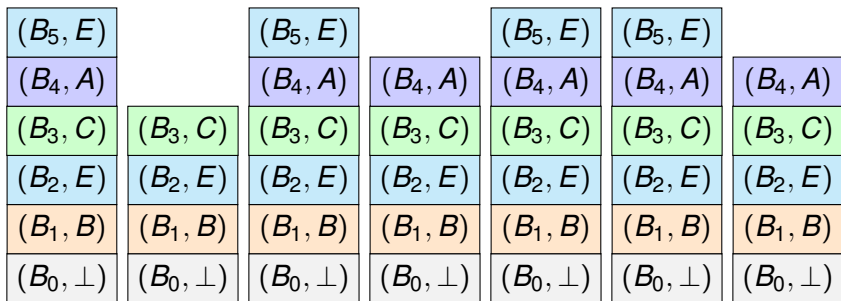 (B₅, E) (B₅, E) (B₅, E) (B₅, E)
(B₄, A) (B₄, A) (B₄, A) (B₄, A) (B₄, A) (B₄, A)
(B₃, C) (B₃, C) (B₃, C) (B₃, C) (B₃, C) (B₃, C) (B₃, C)
(B₂, E) (B₂, E) (B₂, E) (B₂, E) (B₂, E) (B₂, E) (B₂, E)
(B₁, B) (B₁, B) (B₁, B) (B₁, B) (B₁, B) (B₁, B) (B₁, B)
(B₀, ⊥) (B₀, ⊥) (B₀, ⊥) (B₀, ⊥) (B₀, ⊥) (B₀, ⊥) (B₀, ⊥)